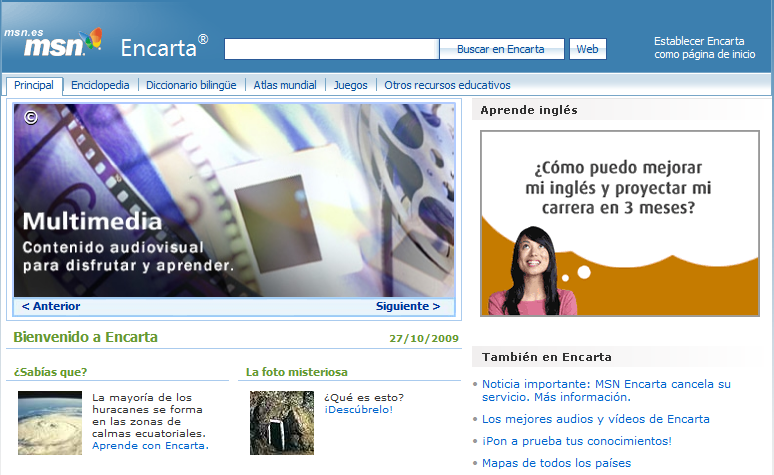 msn.es
msn Encarta®
Buscar en Encarta
Web
Establecer Encarta
como página de inicio
Principal
Enciclopedia
Diccionario bilingüe
Atlas mundial
Juegos
Otros recursos educativos
©
Multimedia
Contenido audiovisual
para disfrutar y aprender.
< Anterior
Siguiente >
Bienvenido a Encarta
27/10/2009
¿Sabías que?
La mayoría de los
huracanes se forma
en las zonas de
calmas ecuatoriales.
Aprende con Encarta.
La foto misteriosa
¿Qué es esto?
¡Descúbrelo!
Aprende inglés
¿Cómo puedo mejorar
mi inglés y proyectar mi
carrera en 3 meses?
También en Encarta
Noticia importante: MSN Encarta cancela su
servicio. Más información.
Los mejores audios y vídeos de Encarta
¡Pon a prueba tus conocimientos!
Mapas de todos los países